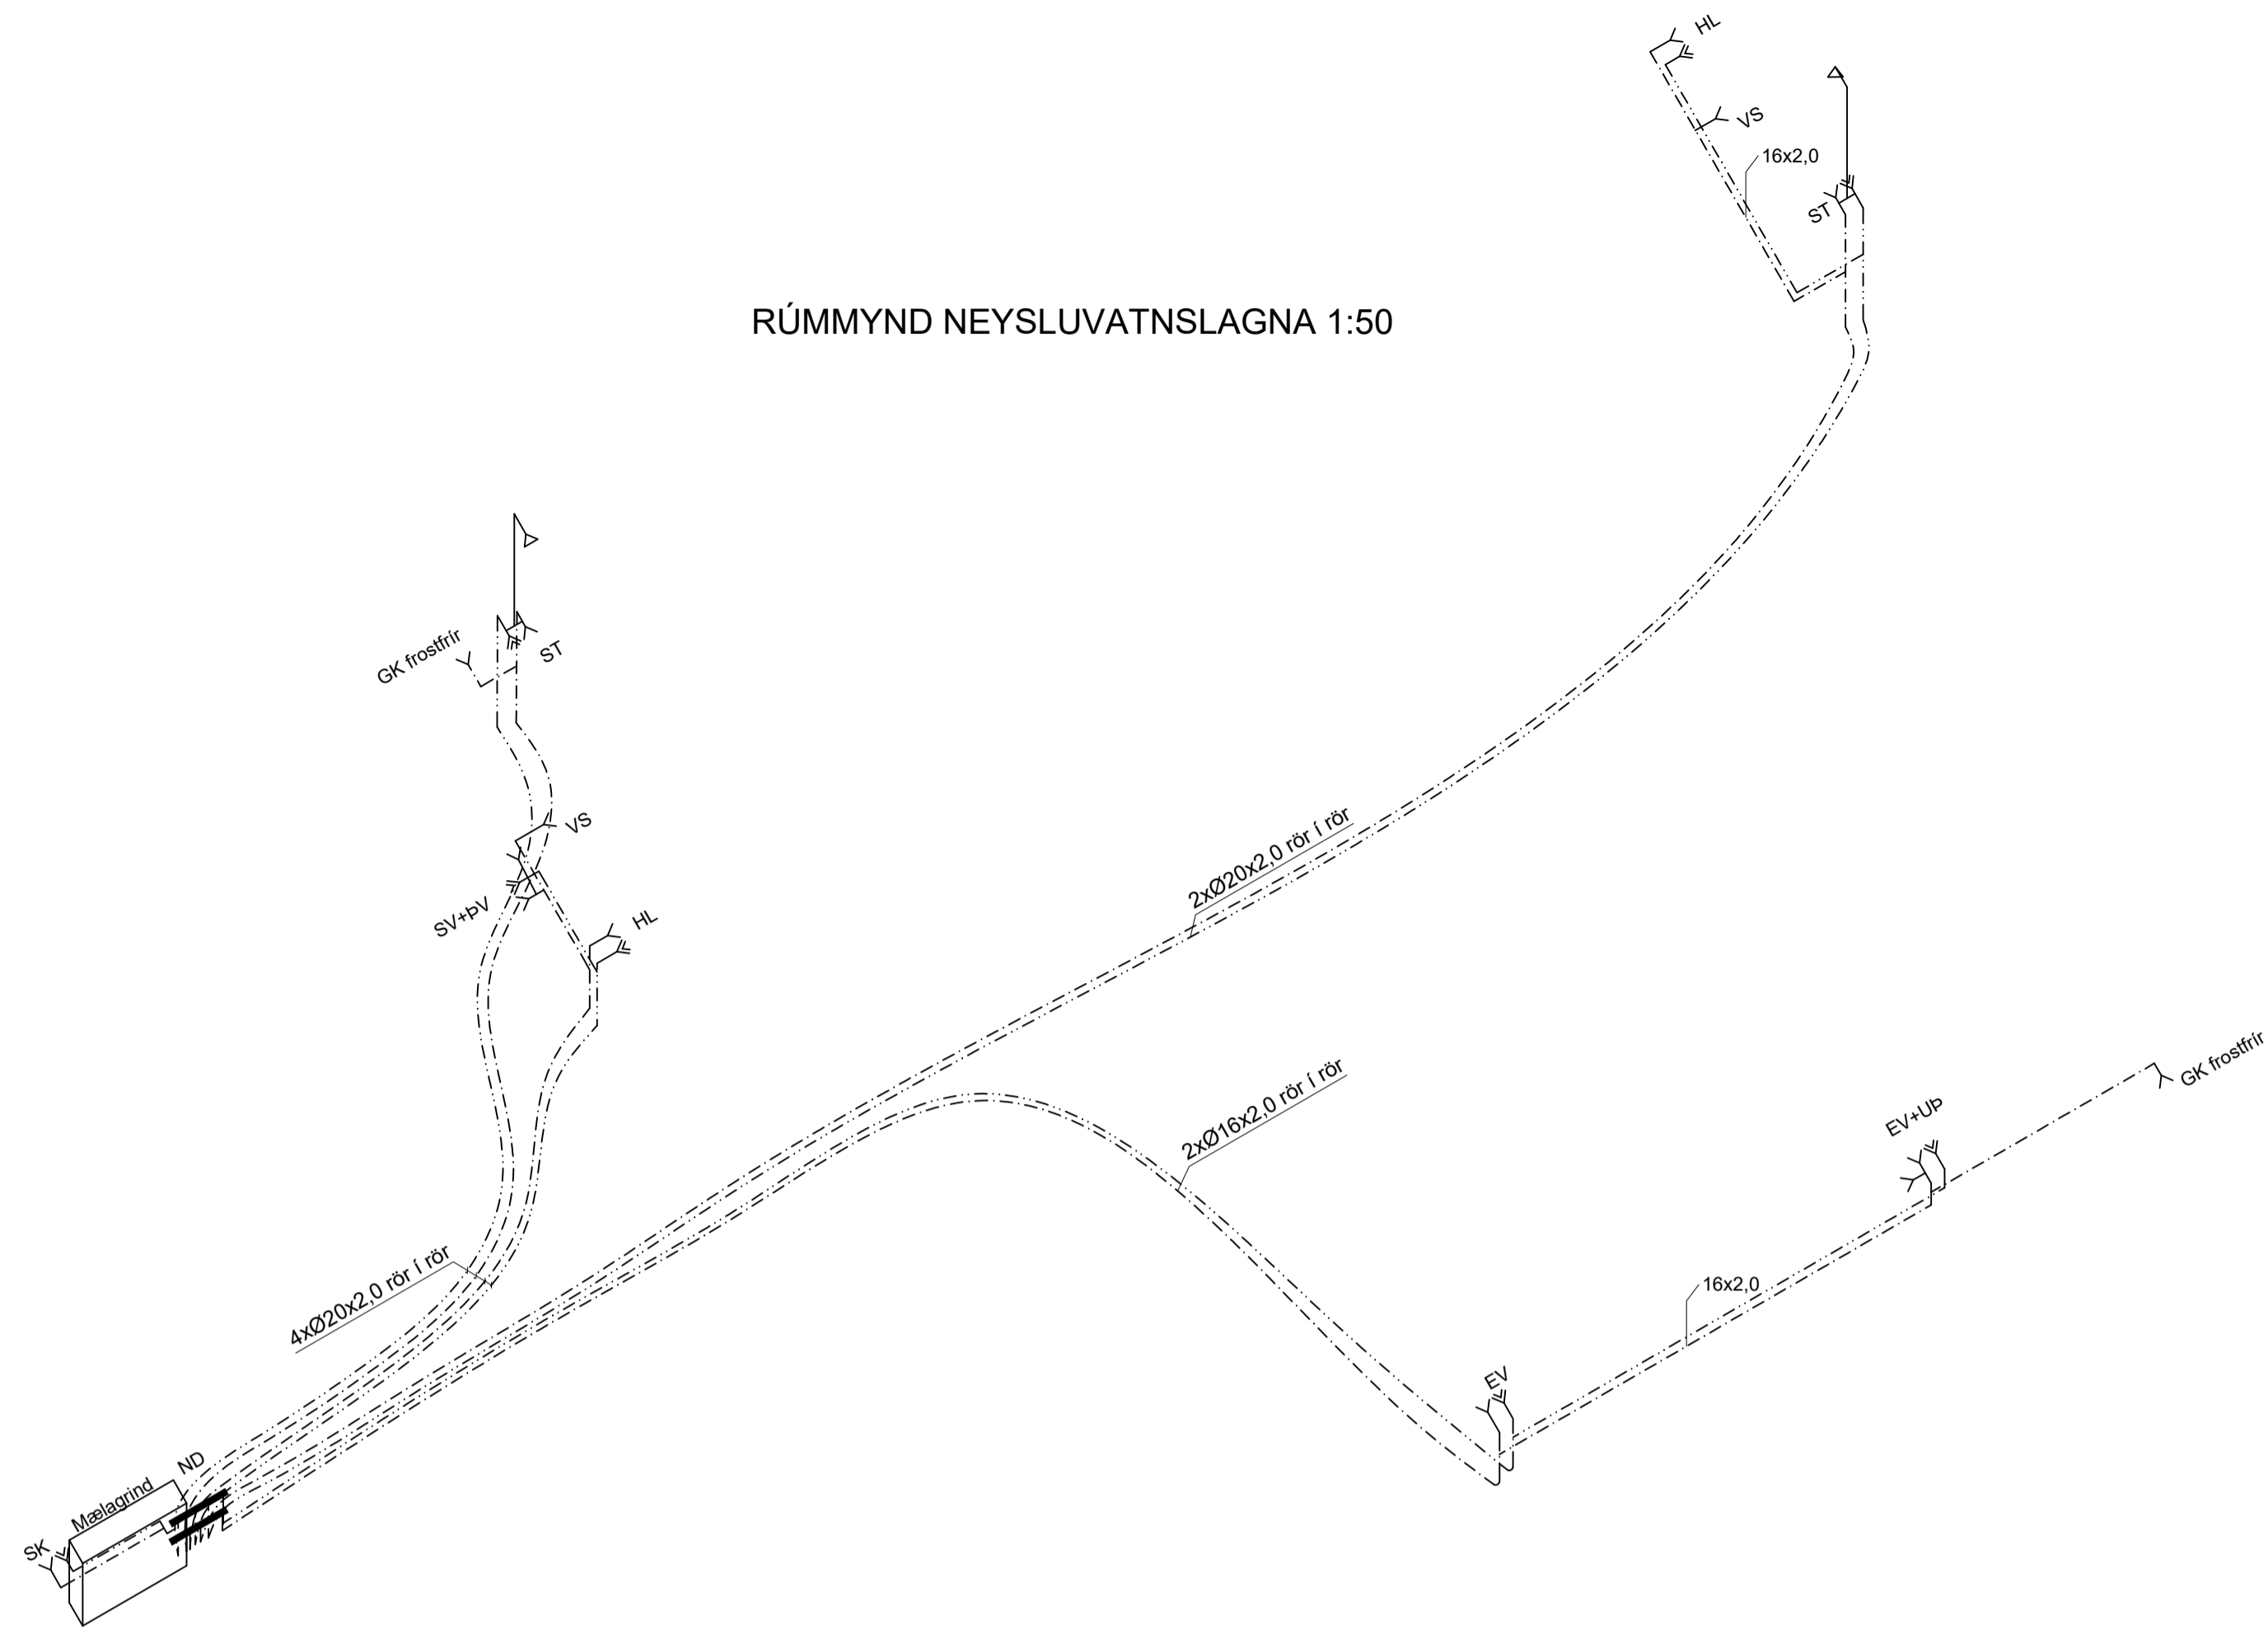 HL
VS
16x2,0
ST
RÚMMYND NEYSLUVATNSLAGNA 1:50
GK frostfrír
ST
VS
SV+ÞV
HL
2xØ20x2,0 rör í rör
2xØ16x2,0 rör í rör
GK frostfrír
EV+UÞ
4xØ20x2,0 rör í rör
16x2,0
EV
ND
Mælagrind
SK